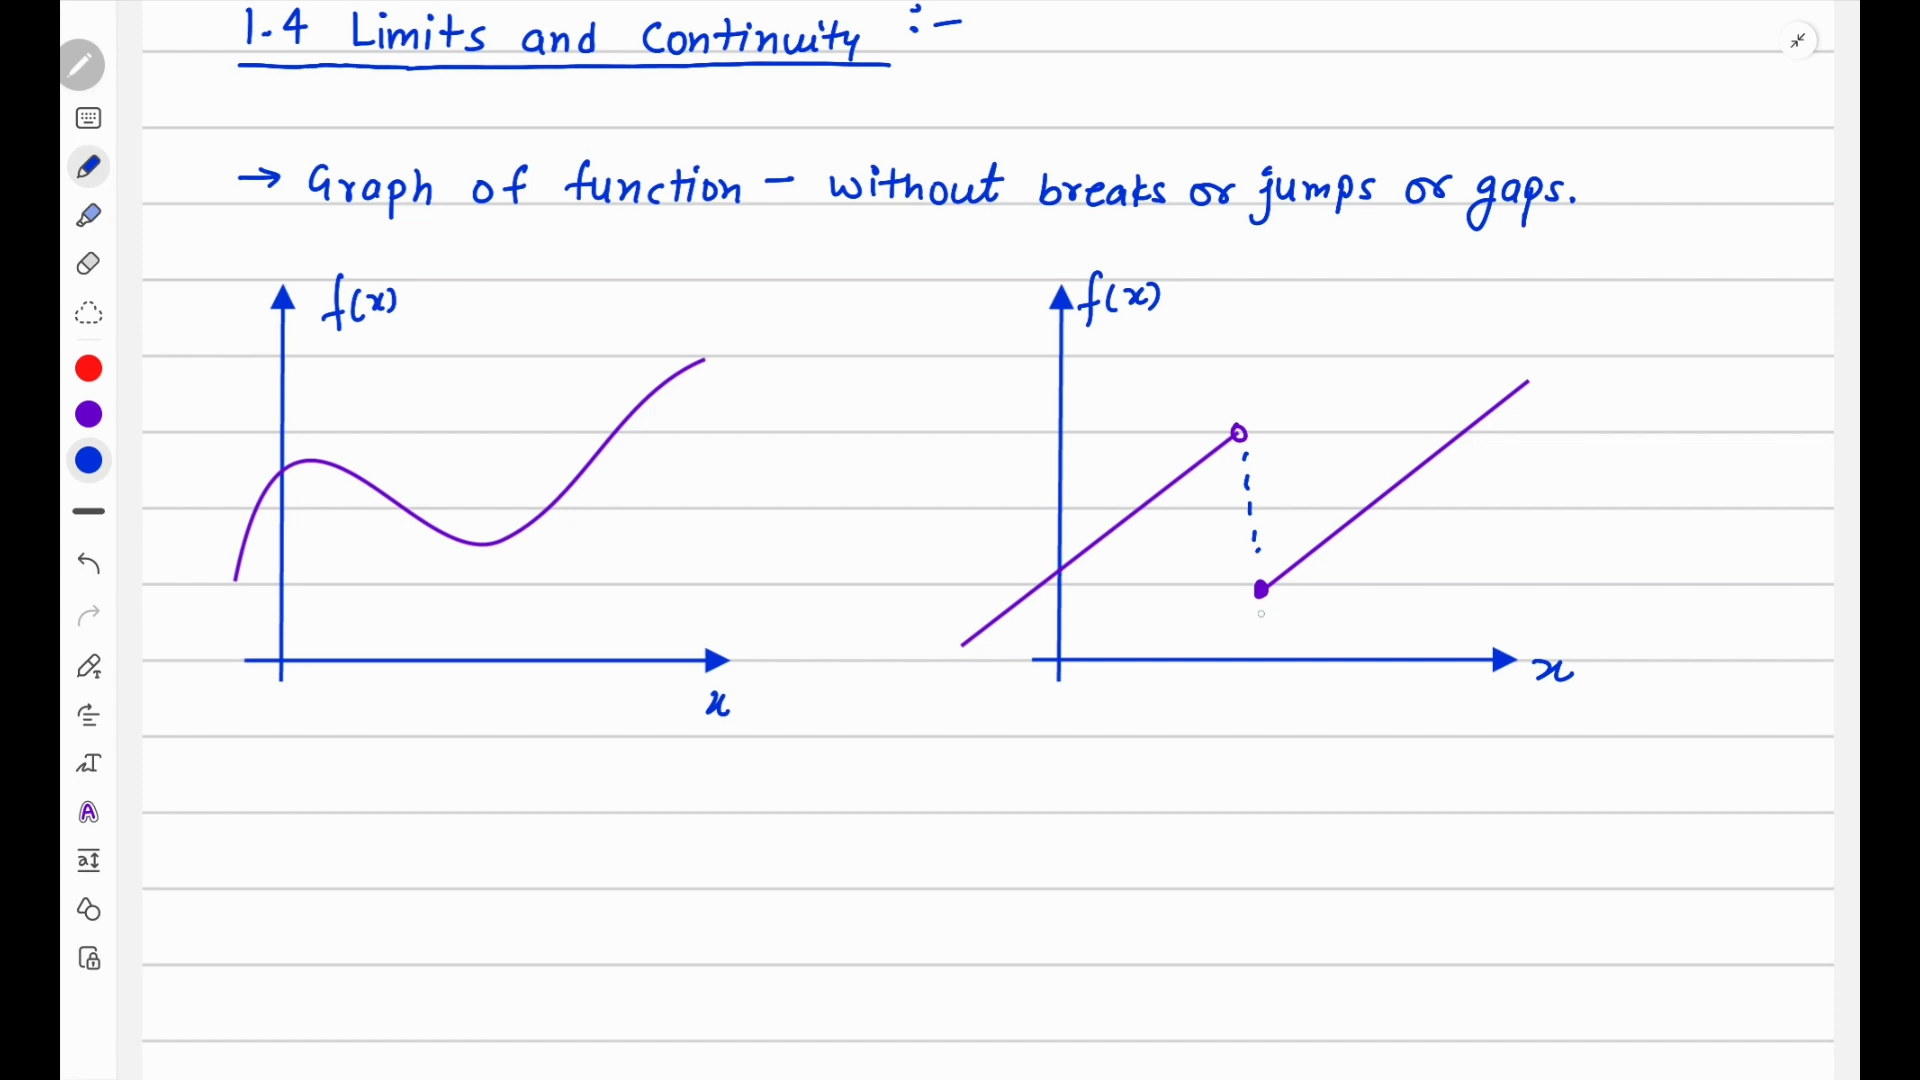 1.4 Limits and Continuity :-
→ Graph of function - without breaks or jumps or gaps.
f(x)
f(x)
x
x